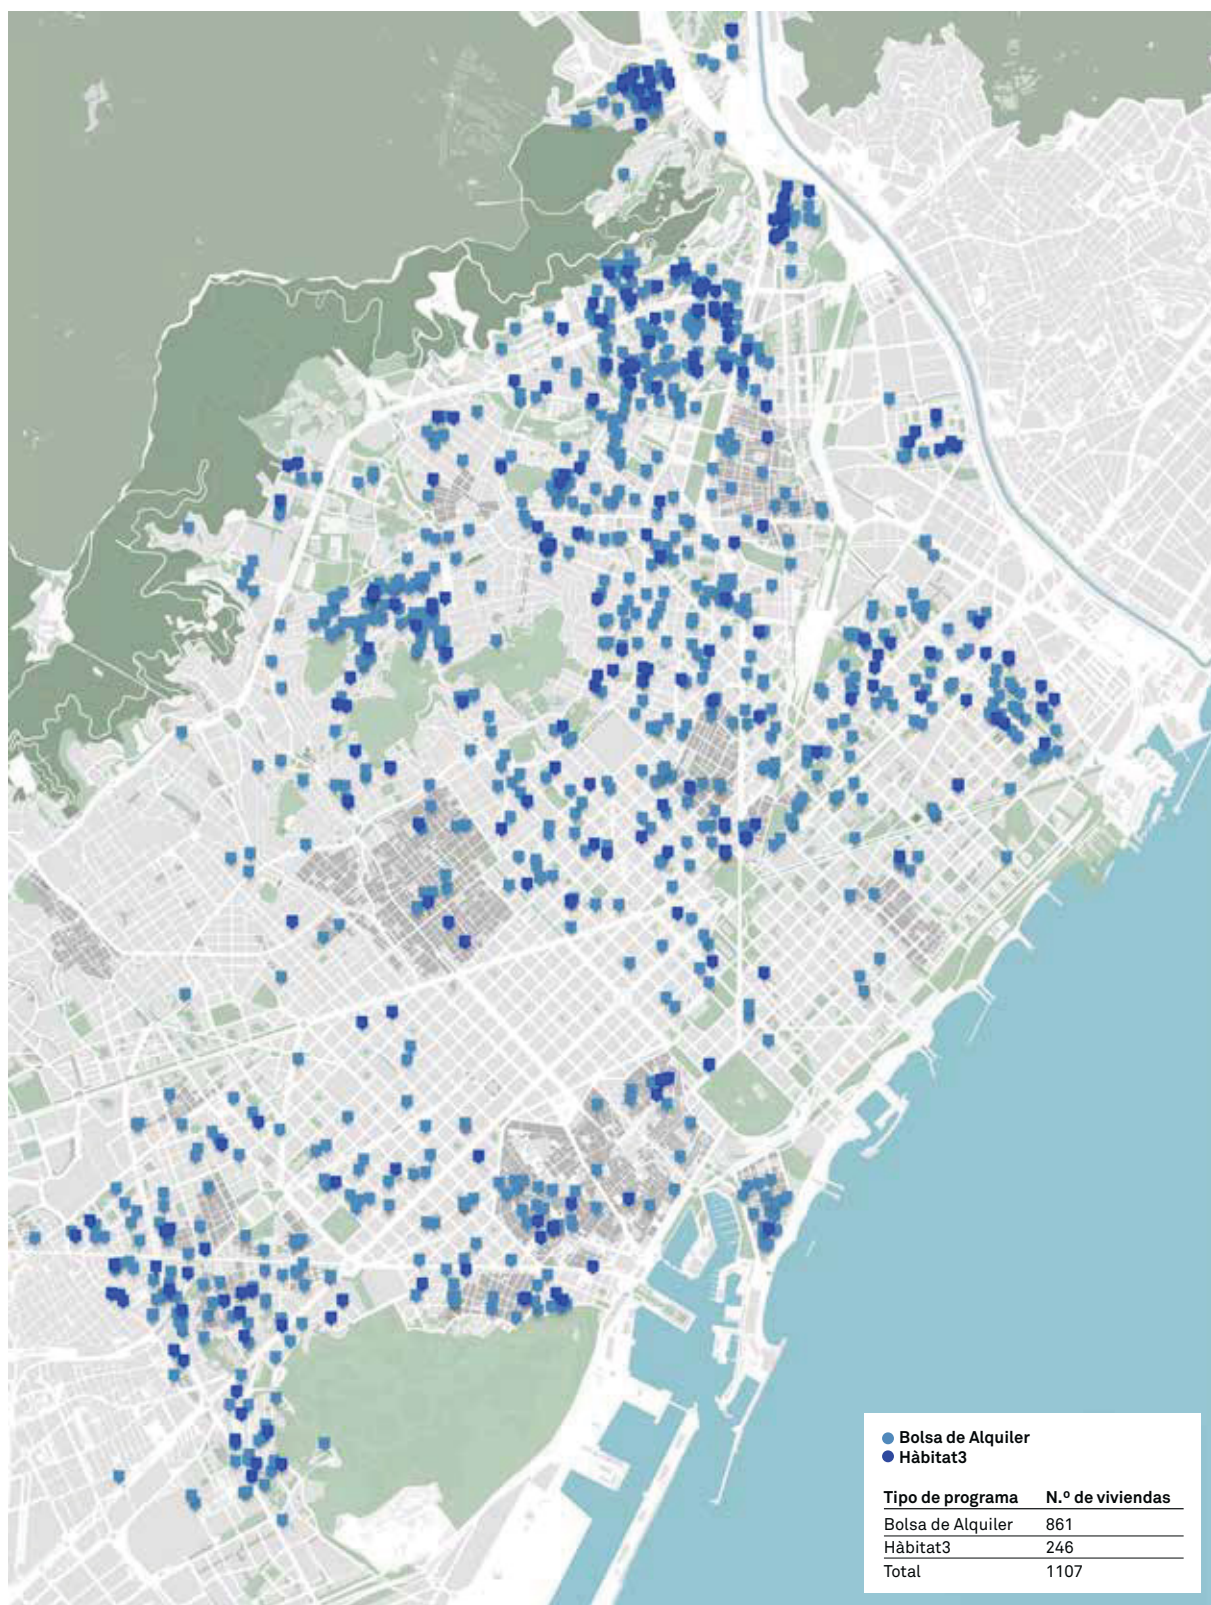 Bolsa de Alquiler
Hàbitat3
Tipo de programa N.º de viviendas
Bolsa de Alquiler 861
Hàbitat3 246
Total 1107